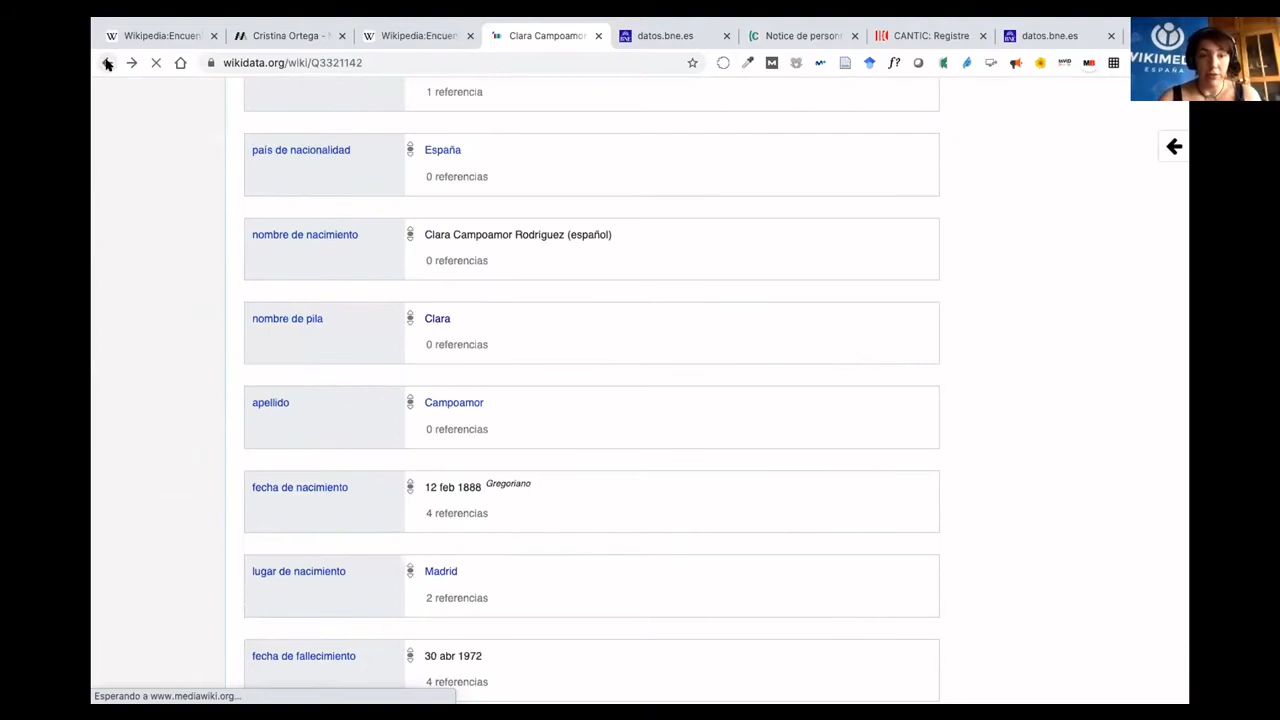 Wikipedia:Encuen
Cristina Ortega -
Wikipedia:Encuen
Clara Campoamor
datos.bne.es
Notice de personn
CANTIC: Registre
datos.bne.es
wikidata.org/wiki/Q3321142
WIKIMEDIA
ESPAÑA
1 referencia
país de nacionalidad
España
0 referencias
nombre de nacimiento
Clara Campoamor Rodriguez (español)
0 referencias
nombre de pila
Clara
0 referencias
apellido
Campoamor
0 referencias
fecha de nacimiento
12 feb 1888 Gregoriano
4 referencias
lugar de nacimiento
Madrid
2 referencias
fecha de fallecimiento
30 abr 1972
4 referencias
Esperando a www.mediawiki.org...